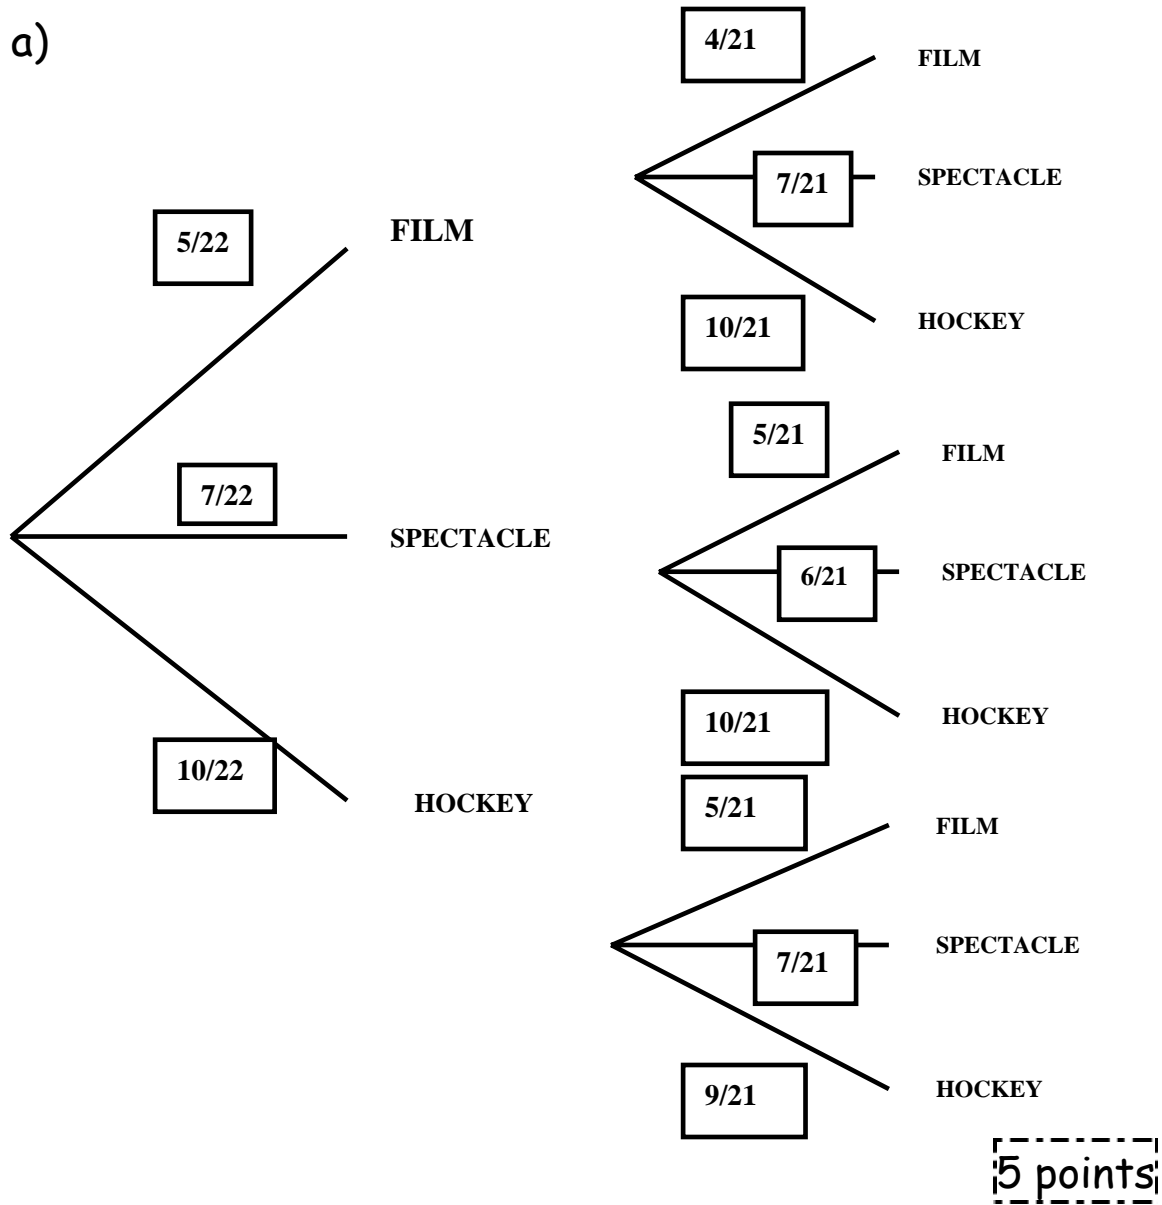 a)
4/21
FILM
7/21
SPECTACLE
5/22
FILM
10/21
HOCKEY
5/21
FILM
7/22
SPECTACLE
6/21
SPECTACLE
10/21
HOCKEY
10/22
HOCKEY
5/21
FILM
7/21
SPECTACLE
9/21
HOCKEY
5 points